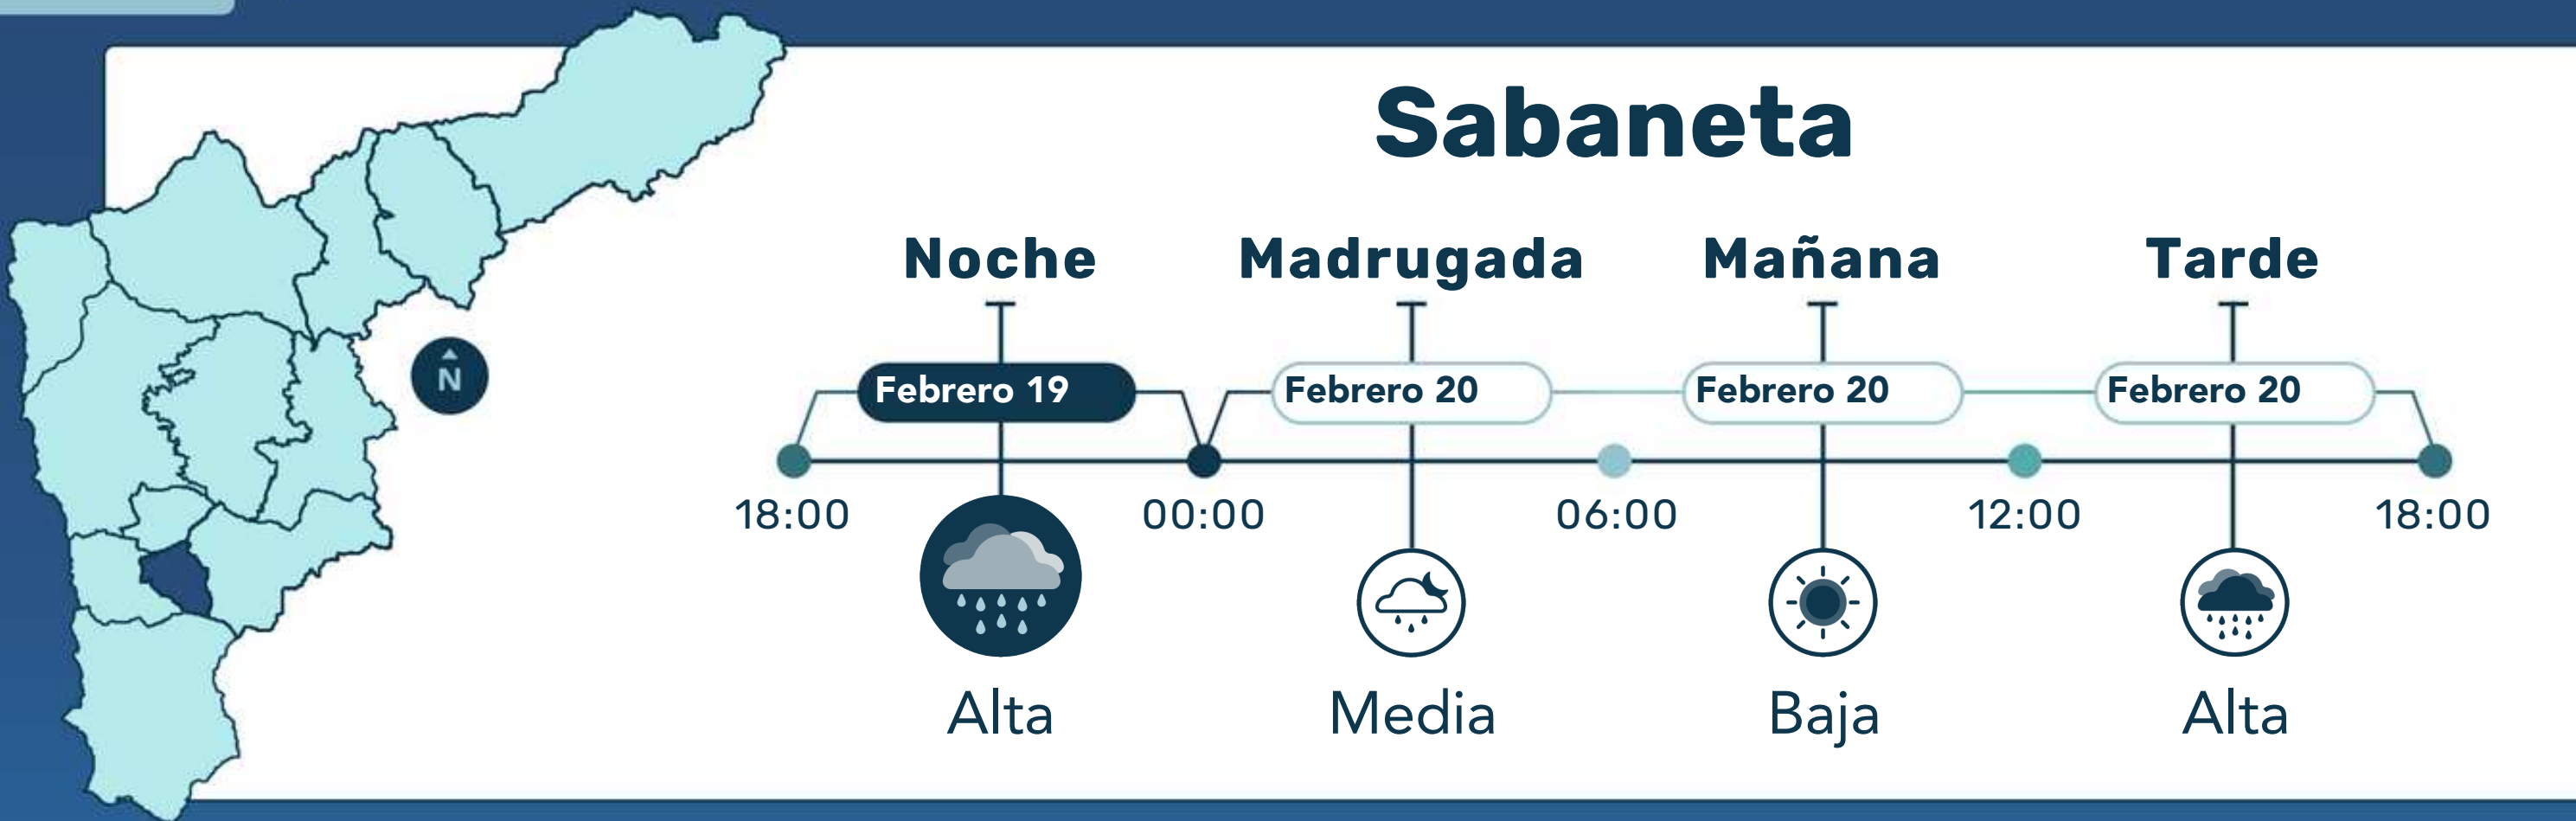 Sabaneta
Noche Madrugada Mañana Tarde
Febrero 19 Febrero 20 Febrero 20 Febrero 20
N
18:00 00:00 06:00 12:00 18:00
Alta Media Baja Alta